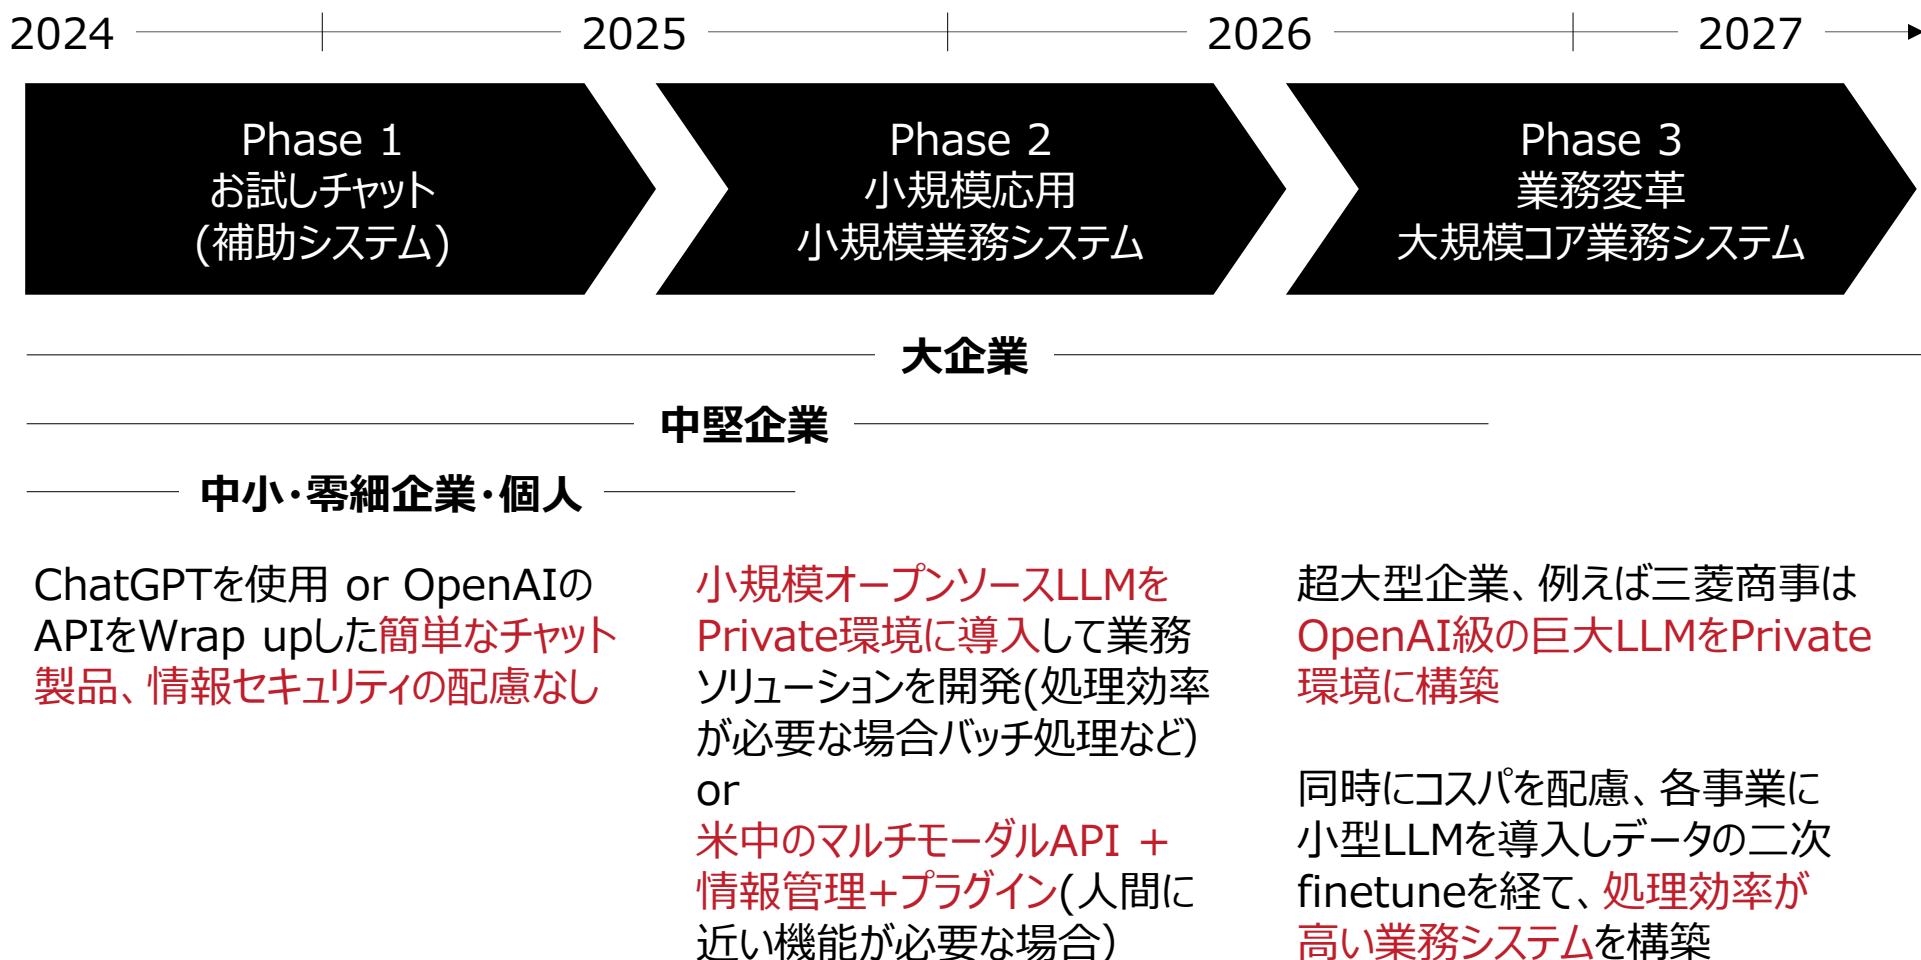 2024 2025 2026 2027
Phase 1
お試しチャット
(補助システム)
Phase 2
小規模応用
小規模業務システム
Phase 3
業務変革
大規模コア業務システム
大企業
中堅企業
中小・零細企業・個人
ChatGPTを使用 or OpenAIの
APIをWrap upした簡単なチャット
製品、情報セキュリティの配慮なし
小規模オープンソースLLMを
Private環境に導入して業務
ソリューションを開発(処理効率
が必要な場合バッチ処理など)
or
米中のマルチモーダルAPI +
情報管理+プラグイン(人間に
近い機能が必要な場合)
超大型企業、例えば三菱商事は
OpenAI級の巨大LLMをPrivate
環境に構築
同時にコスパを配慮、各事業に
小型LLMを導入しデータの二次
finetuneを経て、処理効率が
高い業務システムを構築